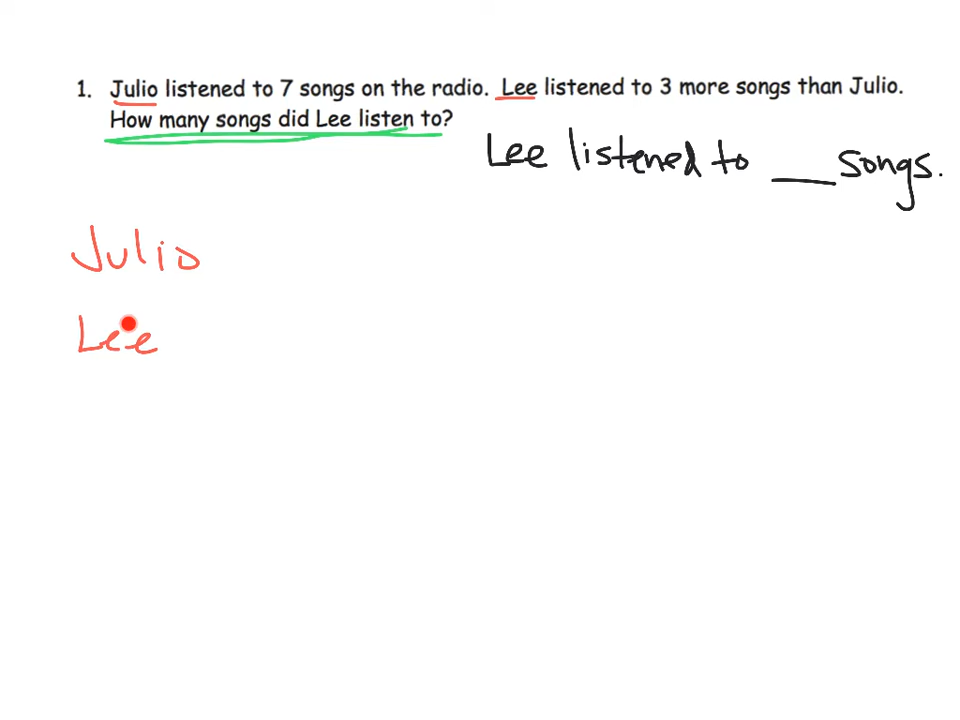 1. Julio listened to 7 songs on the radio. Lee listened to 3 more songs than Julio.
How many songs did Lee listen to?
Lee listened to ___ songs.
Julio
Lee